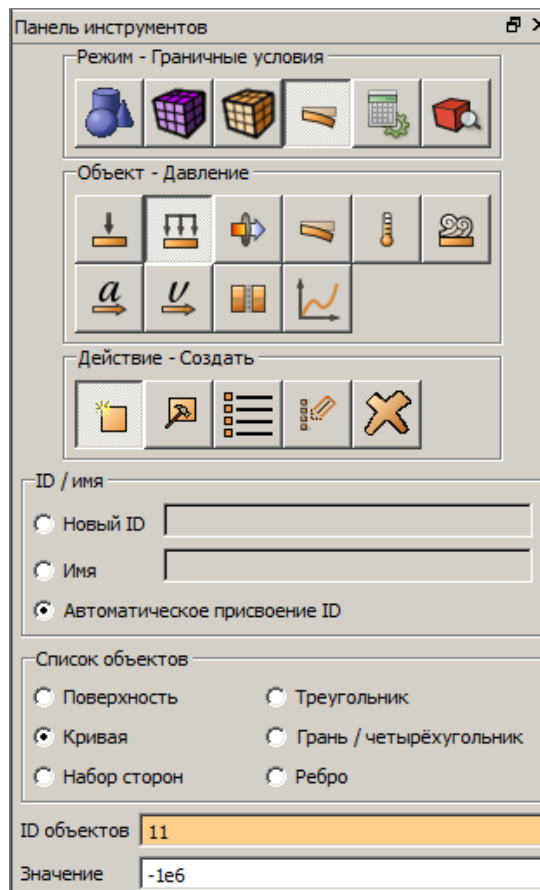 Панель инструментов
Режим - Граничные условия
Объект - Давление
a
v
Действие - Создать
ID / имя
Новый ID
Имя
Автоматическое присвоение ID
Список объектов
Поверхность Треугольник
Кривая Грань / четырёхугольник
Набор сторон Ребро
ID объектов 11
Значение -1e6